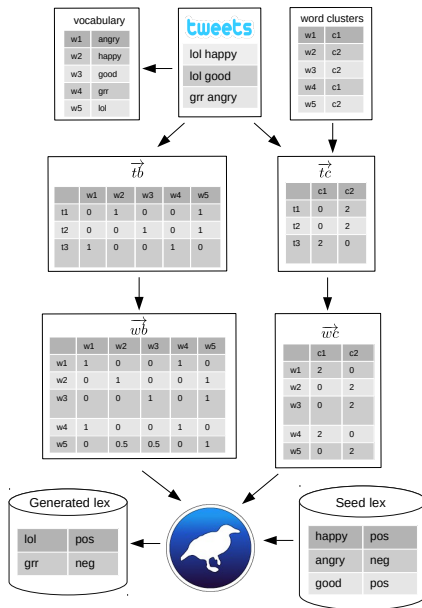 vocabulary
w1 angry
w2 happy
w3 good
w4 grr
w5 lol
tweets
lol happy
lol good
grr angry
word clusters
w1 c1
w2 c2
w3 c2
w4 c1
w5 c2
tb
w1 w2 w3 w4 w5
t1 0 1 0 0 1
t2 0 0 1 0 1
t3 1 0 0 1 0
tc
c1 c2
t1 0 2
t2 0 2
t3 2 0
wb
w1 w2 w3 w4 w5
w1 1 0 0 1 0
w2 0 1 0 0 1
w3 0 0 1 0 1
w4 1 0 0 1 0
w5 0 0.5 0.5 0 1
wc
c1 c2
w1 2 0
w2 0 2
w3 0 2
w4 2 0
w5 0 2
Generated lex
lol pos
grr neg
Seed lex
happy pos
angry neg
good pos